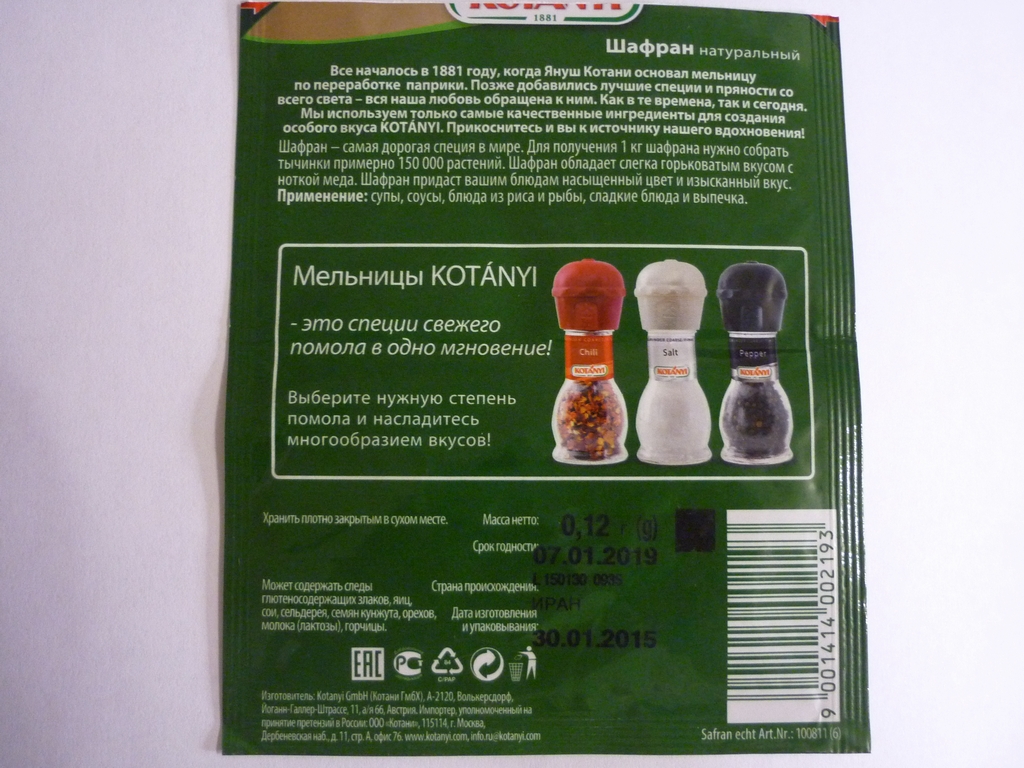 KOTÁNYI
1881
Шафран натуральный
Все началось в 1881 году, когда Януш Котани основал мельницу
по переработке паприки. Позже добавились лучшие специи и пряности со
всего света – вся наша любовь обращена к ним. Как в те времена, так и сегодня.
Мы используем только самые качественные ингредиенты для создания
особого вкуса KOTÁNYI. Прикоснитесь и вы к источнику нашего вдохновения!
Шафран – самая дорогая специя в мире. Для получения 1 кг шафрана нужно собрать
тычинки примерно 150 000 растений. Шафран обладает слегка горьковатым вкусом с
ноткой меда. Шафран придаст вашим блюдам насыщенный цвет и изысканный вкус.
Применение: супы, соусы, блюда из риса и рыбы, сладкие блюда и выпечка.
Мельницы KOTÁNYI
- это специи свежего
помола в одно мгновение!
Выберите нужную степень
помола и насладитесь
многообразием вкусов!
Chili
KOTÁNYI
Salt
KOTÁNYI
Pepper
KOTÁNYI
Хранить плотно закрытым в сухом месте.
Масса нетто: 0,12 г (g)
Срок годности: 07.01.2019
L 150130 0935
Может содержать следы
глютеносодержащих злаков, яиц,
сои, сельдерея, семян кунжута, орехов,
молока (лактозы), горчицы.
Страна происхождения:
ИРАН
Дата изготовления
и упаковывания: 30.01.2015
EAC
PC
C/PAP
Изготовитель: Kotanyi GmbH (Котани ГмбХ), А-2120, Волькерсдорф,
Йоганн-Галлер-Штрассе, 11, а/я 66, Австрия. Импортер, уполномоченный на
принятие претензий в России: ООО «Котани», 115114, г. Москва,
Дербеневская наб., д. 11, стр. А, офис 76. www.kotanyi.com, info.ru@kotanyi.com
9 001414 002193
Safran echt Art.Nr.: 100811 (6)